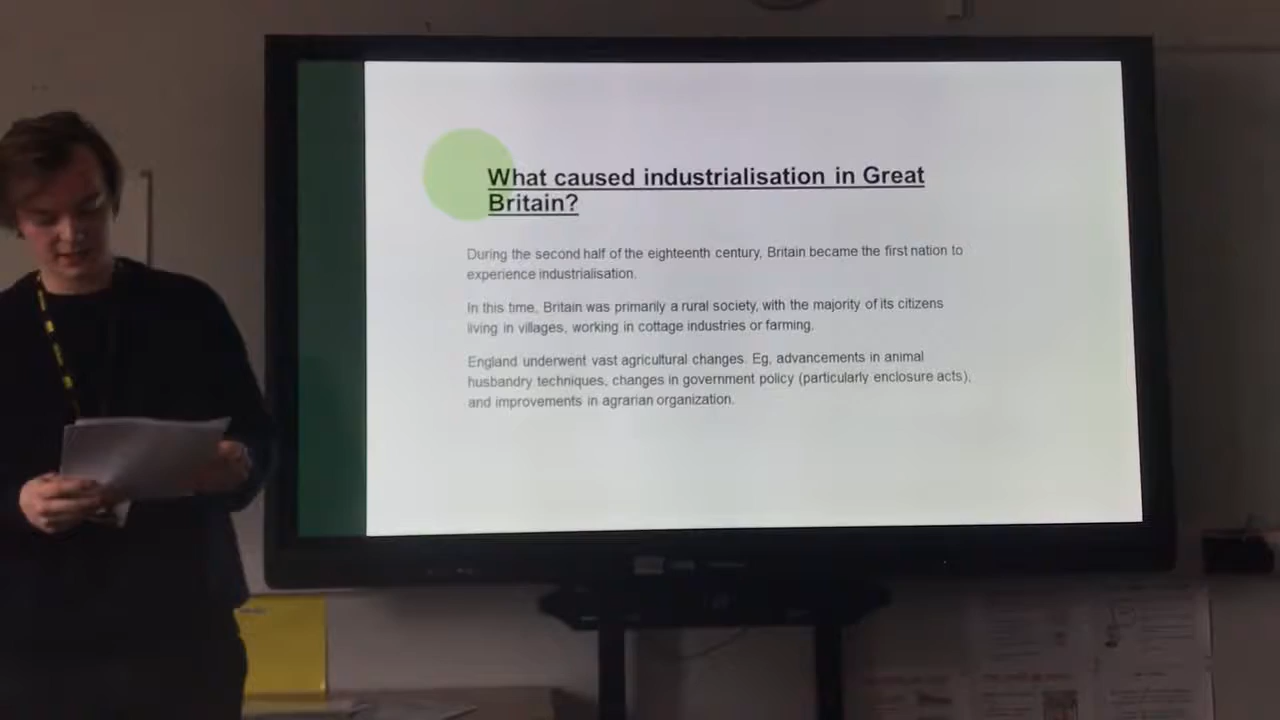 What caused industrialisation in Great
Britain?
During the second half of the eighteenth century, Britain became the first nation to
experience industrialisation.
In this time, Britain was primarily a rural society, with the majority of its citizens
living in villages, working in cottage industries or farming.
England underwent vast agricultural changes. Eg, advancements in animal
husbandry techniques, changes in government policy (particularly enclosure acts),
and improvements in agrarian organization.